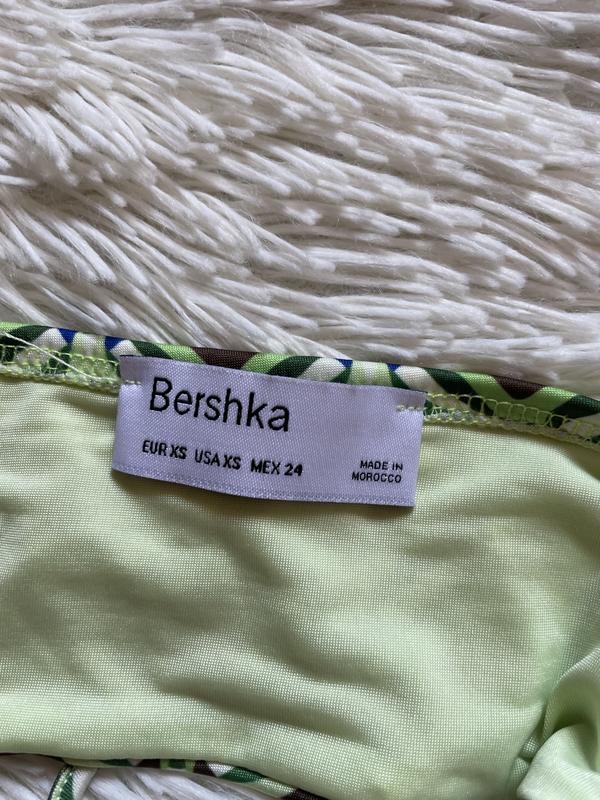 Bershka
EUR XS USA XS MEX 24
MADE IN
MOROCCO